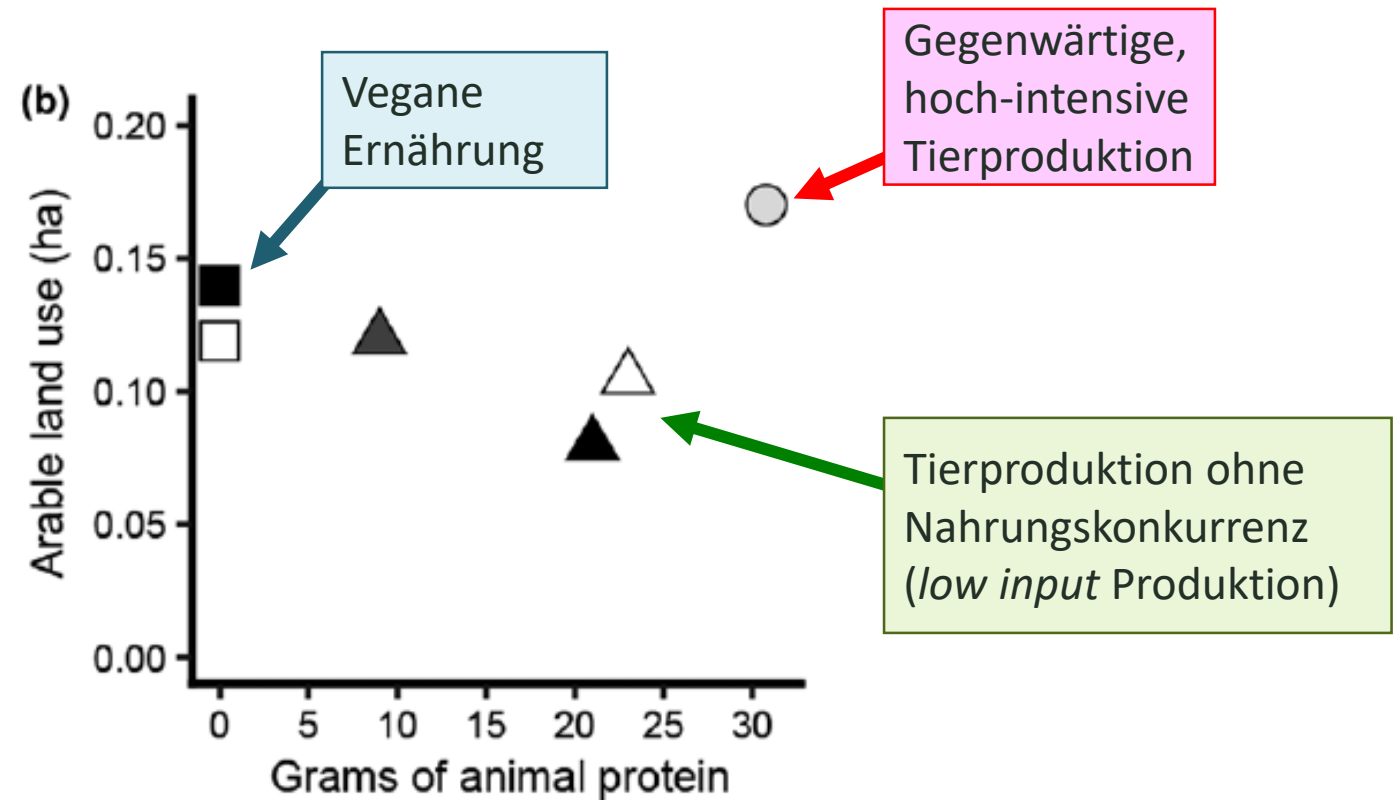 (b)
Vegane
Ernährung
Gegenwärtige,
hoch-intensive
Tierproduktion
Tierproduktion ohne
Nahrungskonkurrenz
(low input Produktion)
Arable land use (ha)
0.20
0.15
0.10
0.05
0.00
0 5 10 15 20 25 30
Grams of animal protein